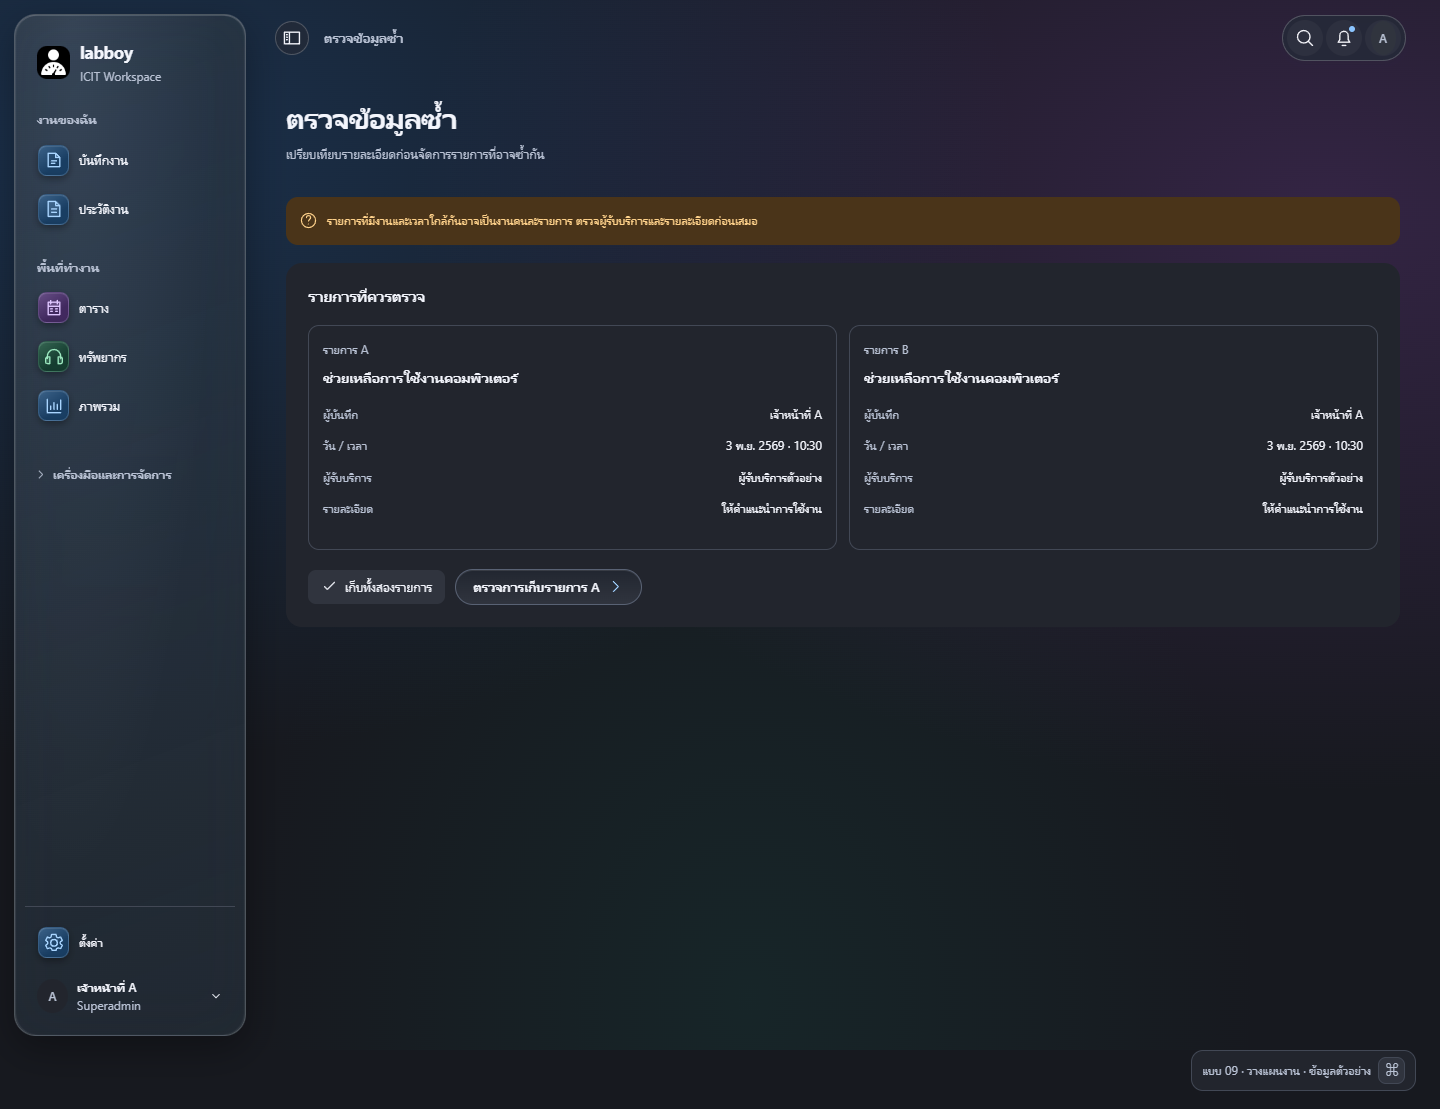 labboy
ICIT Workspace
งานของฉัน
บันทึกงาน
ประวัติงาน
พื้นที่ทำงาน
ตาราง
ทรัพยากร
ภาพรวม
เครื่องมือและการจัดการ
ตั้งค่า
A
เจ้าหน้าที่ A
Superadmin
ตรวจข้อมูลซ้ำ
A
ตรวจข้อมูลซ้ำ
เปรียบเทียบรายละเอียดก่อนจัดการรายการที่อาจซ้ำกัน
รายการที่มีงานและเวลาใกล้กันอาจเป็นงานคนละรายการ ตรวจผู้รับบริการและรายละเอียดก่อนเสมอ
รายการที่ควรตรวจ
รายการ A
ช่วยเหลือการใช้งานคอมพิวเตอร์
ผู้บันทึก เจ้าหน้าที่ A
วัน / เวลา 3 พ.ย. 2569 · 10:30
ผู้รับบริการ ผู้รับบริการตัวอย่าง
รายละเอียด ให้คำแนะนำการใช้งาน
รายการ B
ช่วยเหลือการใช้งานคอมพิวเตอร์
ผู้บันทึก เจ้าหน้าที่ A
วัน / เวลา 3 พ.ย. 2569 · 10:30
ผู้รับบริการ ผู้รับบริการตัวอย่าง
รายละเอียด ให้คำแนะนำการใช้งาน
เก็บทั้งสองรายการ
ตรวจการเก็บรายการ A
แบบ 09 · วางแผนงาน · ข้อมูลตัวอย่าง ⌘